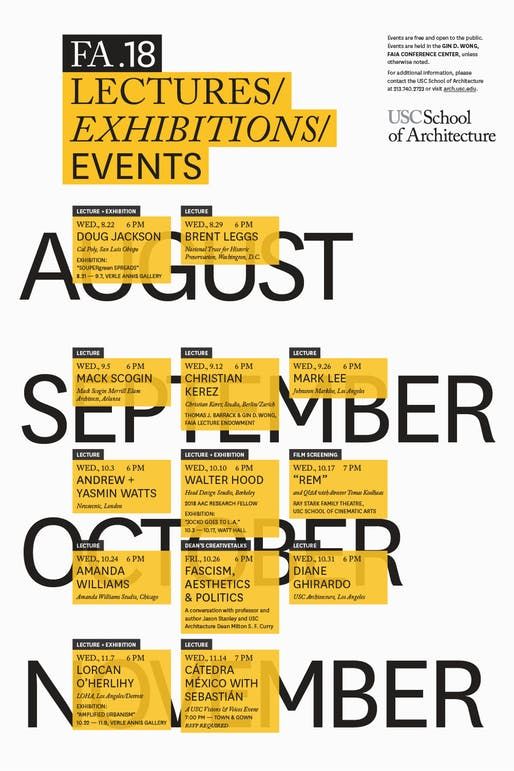 FA.18
LECTURES/
EXHIBITIONS/
EVENTS
Events are free and open to the public.
Events are held in the GIN D. WONG,
FAIA CONFERENCE CENTER, unless
otherwise noted.
For additional information, please
contact the USC School of Architecture
at 213.740.2723 or visit arch.usc.edu.
USC School
of Architecture
AUGUST
LECTURE + EXHIBITION
WED., 8.22 6 PM
DOUG JACKSON
Cal Poly, San Luis Obispo
EXHIBITION:
"SOUPERgreen SPREADS"
8.21 — 9.7, VERLE ANNIS GALLERY
LECTURE
WED., 8.29 6 PM
BRENT LEGGS
National Trust for Historic
Preservation, Washington, D.C.
SEPTEMBER
LECTURE
WED., 9.5 6 PM
MACK SCOGIN
Mack Scogin Merrill Elam
Architects, Atlanta
LECTURE
WED., 9.12 6 PM
CHRISTIAN
KEREZ
Christian Kerez, Studio, Berlin/Zurich
THOMAS J. BARRACK & GIN D. WONG,
FAIA LECTURE ENDOWMENT
LECTURE
WED., 9.26 6 PM
MARK LEE
Johnston Marklee, Los Angeles
OCTOBER
LECTURE
WED., 10.3 6 PM
ANDREW +
YASMIN WATTS
Newtecnic, London
LECTURE + EXHIBITION
WED., 10.10 6 PM
WALTER HOOD
Hood Design Studio, Berkeley
2018 AAC RESEARCH FELLOW
EXHIBITION:
"JOCKO GOES TO L.A."
10.3 — 10.17, WATT HALL
FILM SCREENING
WED., 10.17 7 PM
"REM"
and Q&A with director Tomas Koolhaas
RAY STARK FAMILY THEATRE,
USC SCHOOL OF CINEMATIC ARTS
LECTURE
WED., 10.24 6 PM
AMANDA
WILLIAMS
Amanda Williams Studio, Chicago
DEAN'S CREATIVETALKS
FRI., 10.26 6 PM
FASCISM,
AESTHETICS
& POLITICS
A conversation with professor and
author Jason Stanley and USC
Architecture Dean Milton S. F. Curry
LECTURE
WED., 10.31 6 PM
DIANE
GHIRARDO
USC Architecture, Los Angeles
NOVEMBER
LECTURE + EXHIBITION
WED., 11.7 6 PM
LORCAN
O'HERLIHY
LOHA, Los Angeles/Detroit
EXHIBITION:
"AMPLIFIED URBANISM"
10.22 — 11.9, VERLE ANNIS GALLERY
LECTURE
WED., 11.14 7 PM
CÁTEDRA
MÉXICO WITH
SEBASTIÁN
A USC Visions & Voices Event
7:00 PM — TOWN & GOWN
RSVP REQUIRED